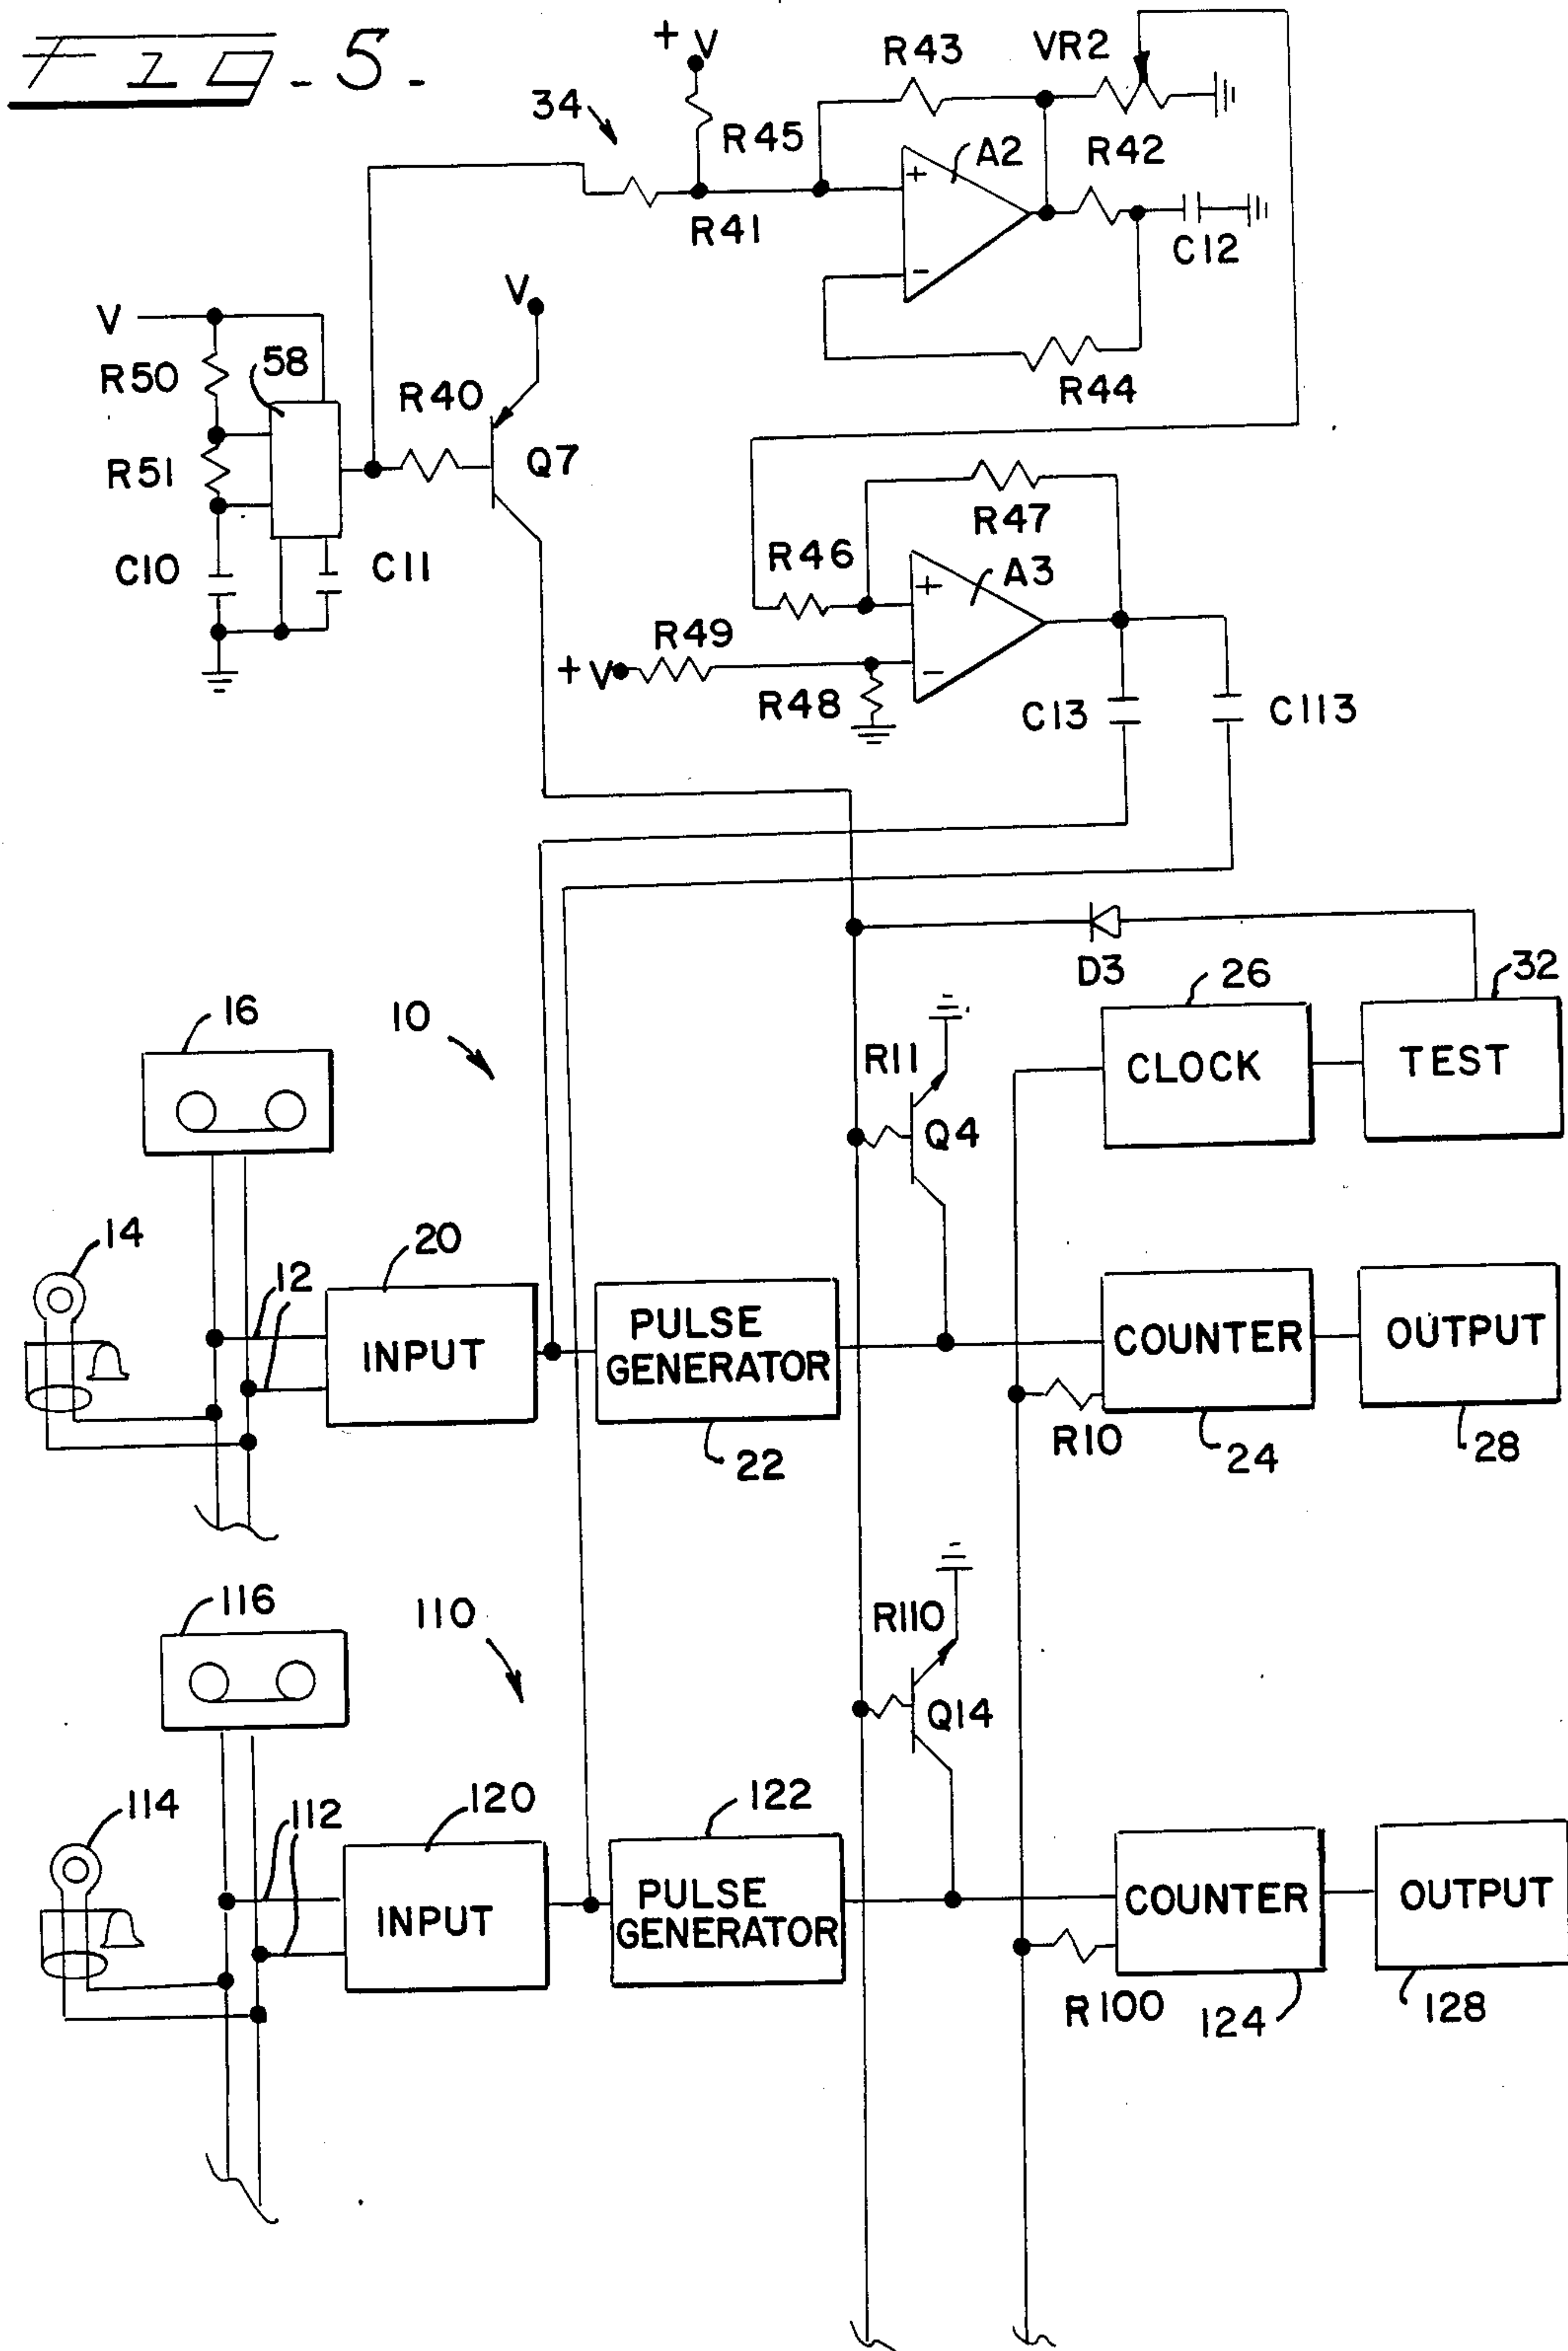 FIG. 5.
+V
R43
VR2
34
R45
A2
R42
+
R41
C12
-
V
V
R50
58
R40
R44
R51
Q7
R47
C10
C11
R46
A3
+
R49
+V
-
R48
C13
C113
D3
26
32
16
10
R11
CLOCK
TEST
Q4
14
20
12
INPUT
PULSE
GENERATOR
COUNTER
OUTPUT
R10
22
24
28
116
110
R110
Q14
114
112
120
122
INPUT
PULSE
GENERATOR
COUNTER
OUTPUT
R100
124
128